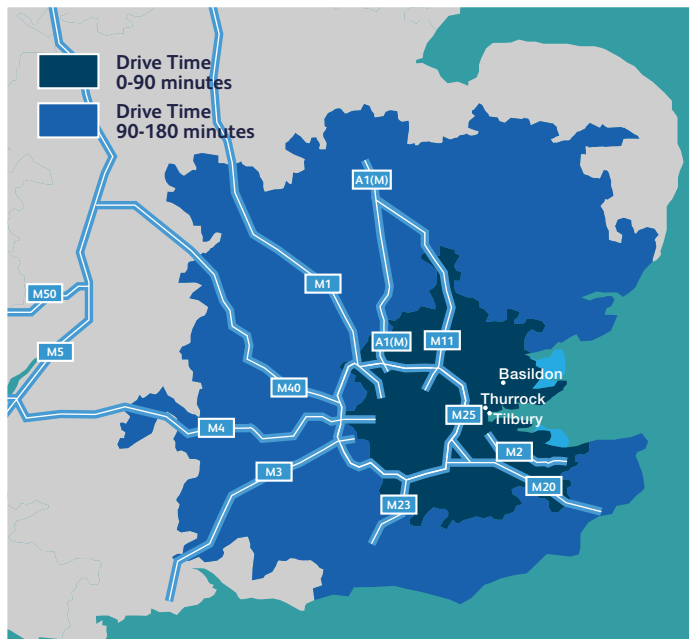 Drive Time
0-90 minutes
Drive Time
90-180 minutes
A1(M)
M1
M50
A1(M)
M11
M5
Basildon
M40
Thurrock
M25
Tilbury
M4
M2
M3
M20
M23